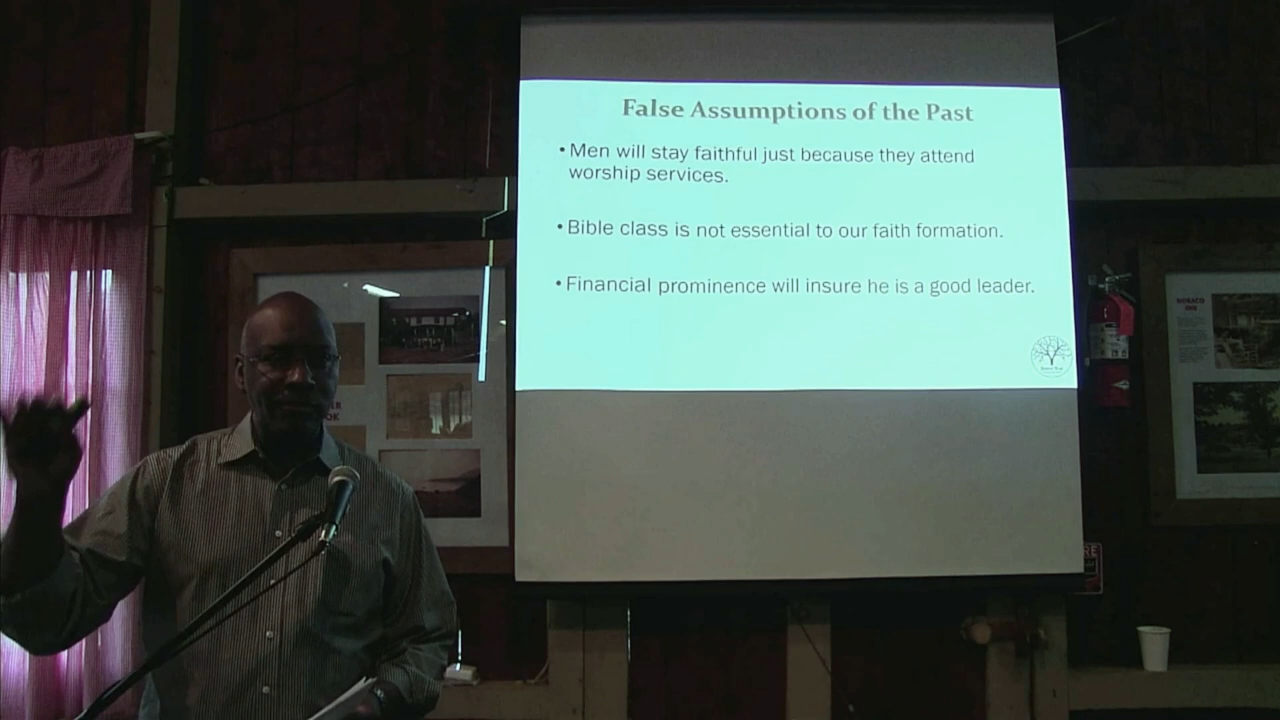 False Assumptions of the Past
• Men will stay faithful just because they attend
worship services.
• Bible class is not essential to our faith formation.
• Financial prominence will insure he is a good leader.